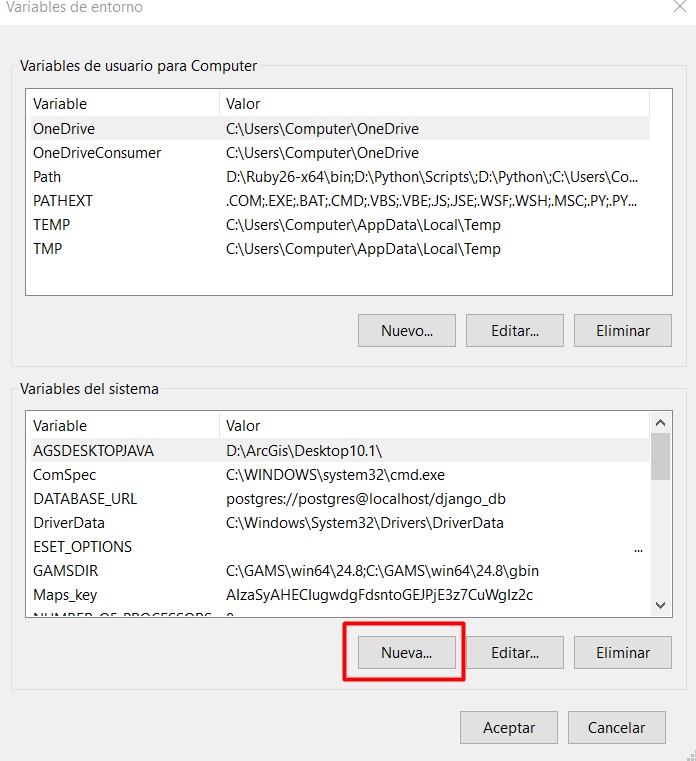 Variables de entorno
Variables de usuario para Computer
Variable Valor
OneDrive C:\Users\Computer\OneDrive
OneDriveConsumer C:\Users\Computer\OneDrive
Path D:\Ruby26-x64\bin;D:\Python\Scripts\;D:\Python\;C:\Users\Co...
PATHEXT .COM;.EXE;.BAT;.CMD;.VBS;.VBE;.JS;.JSE;.WSF;.WSH;.MSC;.PY;.PY...
TEMP C:\Users\Computer\AppData\Local\Temp
TMP C:\Users\Computer\AppData\Local\Temp
Nuevo... Editar... Eliminar
Variables del sistema
Variable Valor
AGSDESKTOPJAVA D:\ArcGis\Desktop10.1\
ComSpec C:\WINDOWS\system32\cmd.exe
DATABASE_URL postgres://postgres@localhost/django_db
DriverData C:\Windows\System32\Drivers\DriverData
ESET_OPTIONS ...
GAMSDIR C:\GAMS\win64\24.8;C:\GAMS\win64\24.8\gbin
Maps_key AIzaSyAHECIugwdgFdsntoGEJPjE3z7CuWgIz2c
NUMBER_OF_PROCESSORS 8
Nueva... Editar... Eliminar
Aceptar Cancelar